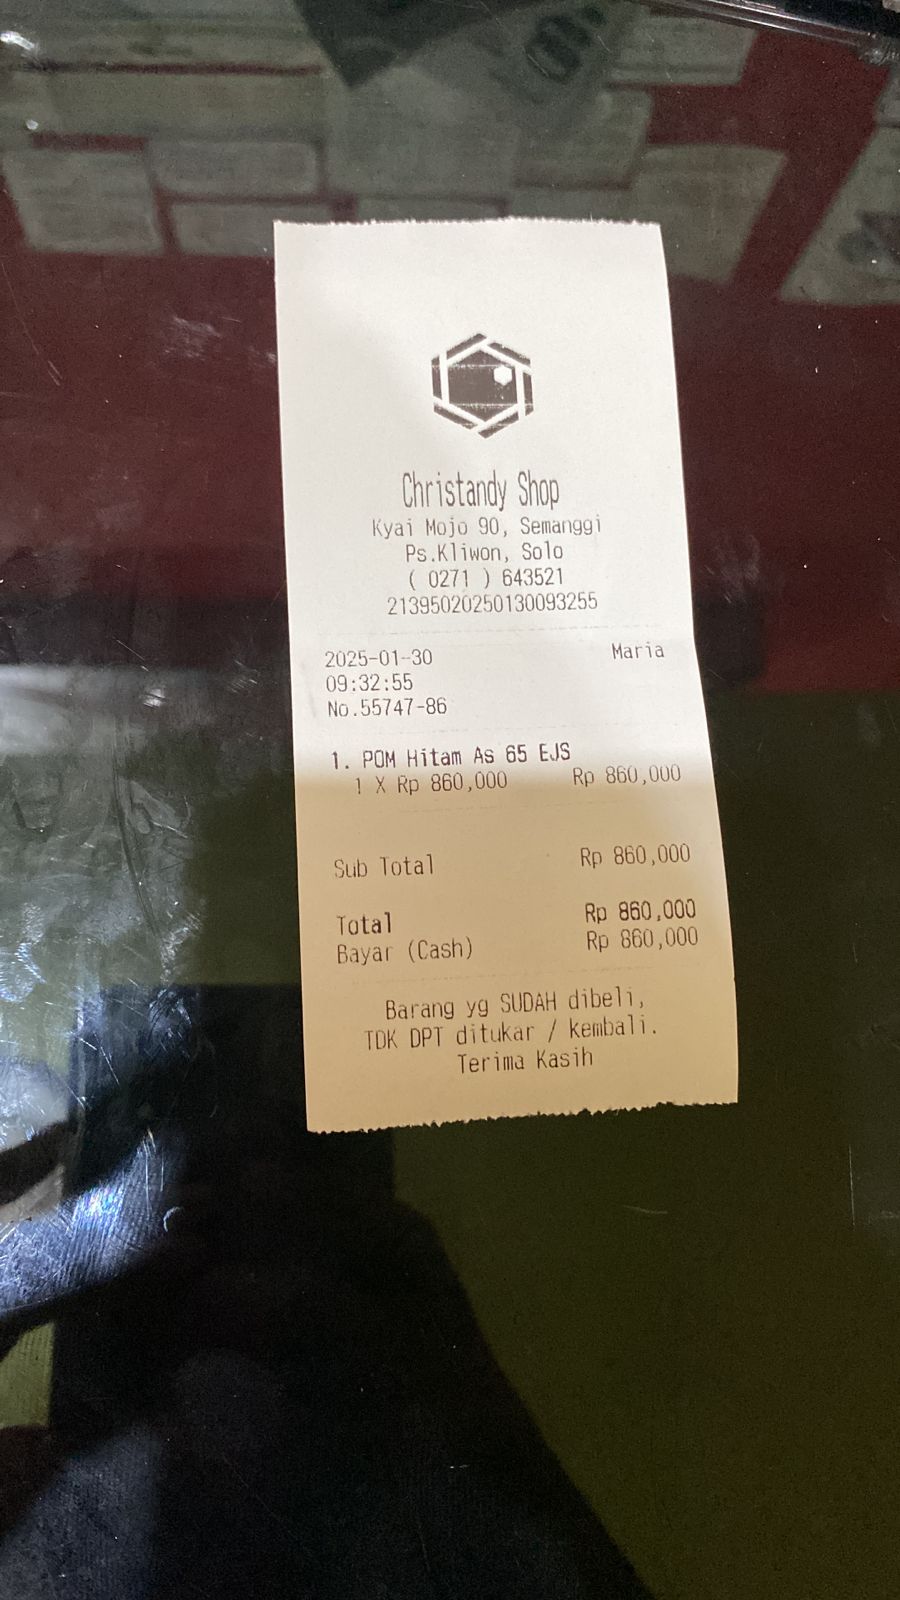 Christandy Shop
Kyai Mojo 90, Semanggi
Ps.Kliwon, Solo
( 0271 ) 643521
21395020250130093255
2025-01-30 Maria
09:32:55
No.55747-86
1. POM Hitam As 65 EJS
1 X Rp 860,000 Rp 860,000
Sub Total Rp 860,000
Total Rp 860,000
Bayar (Cash) Rp 860,000
Barang yg SUDAH dibeli,
TDK DPT ditukar / kembali.
Terima Kasih